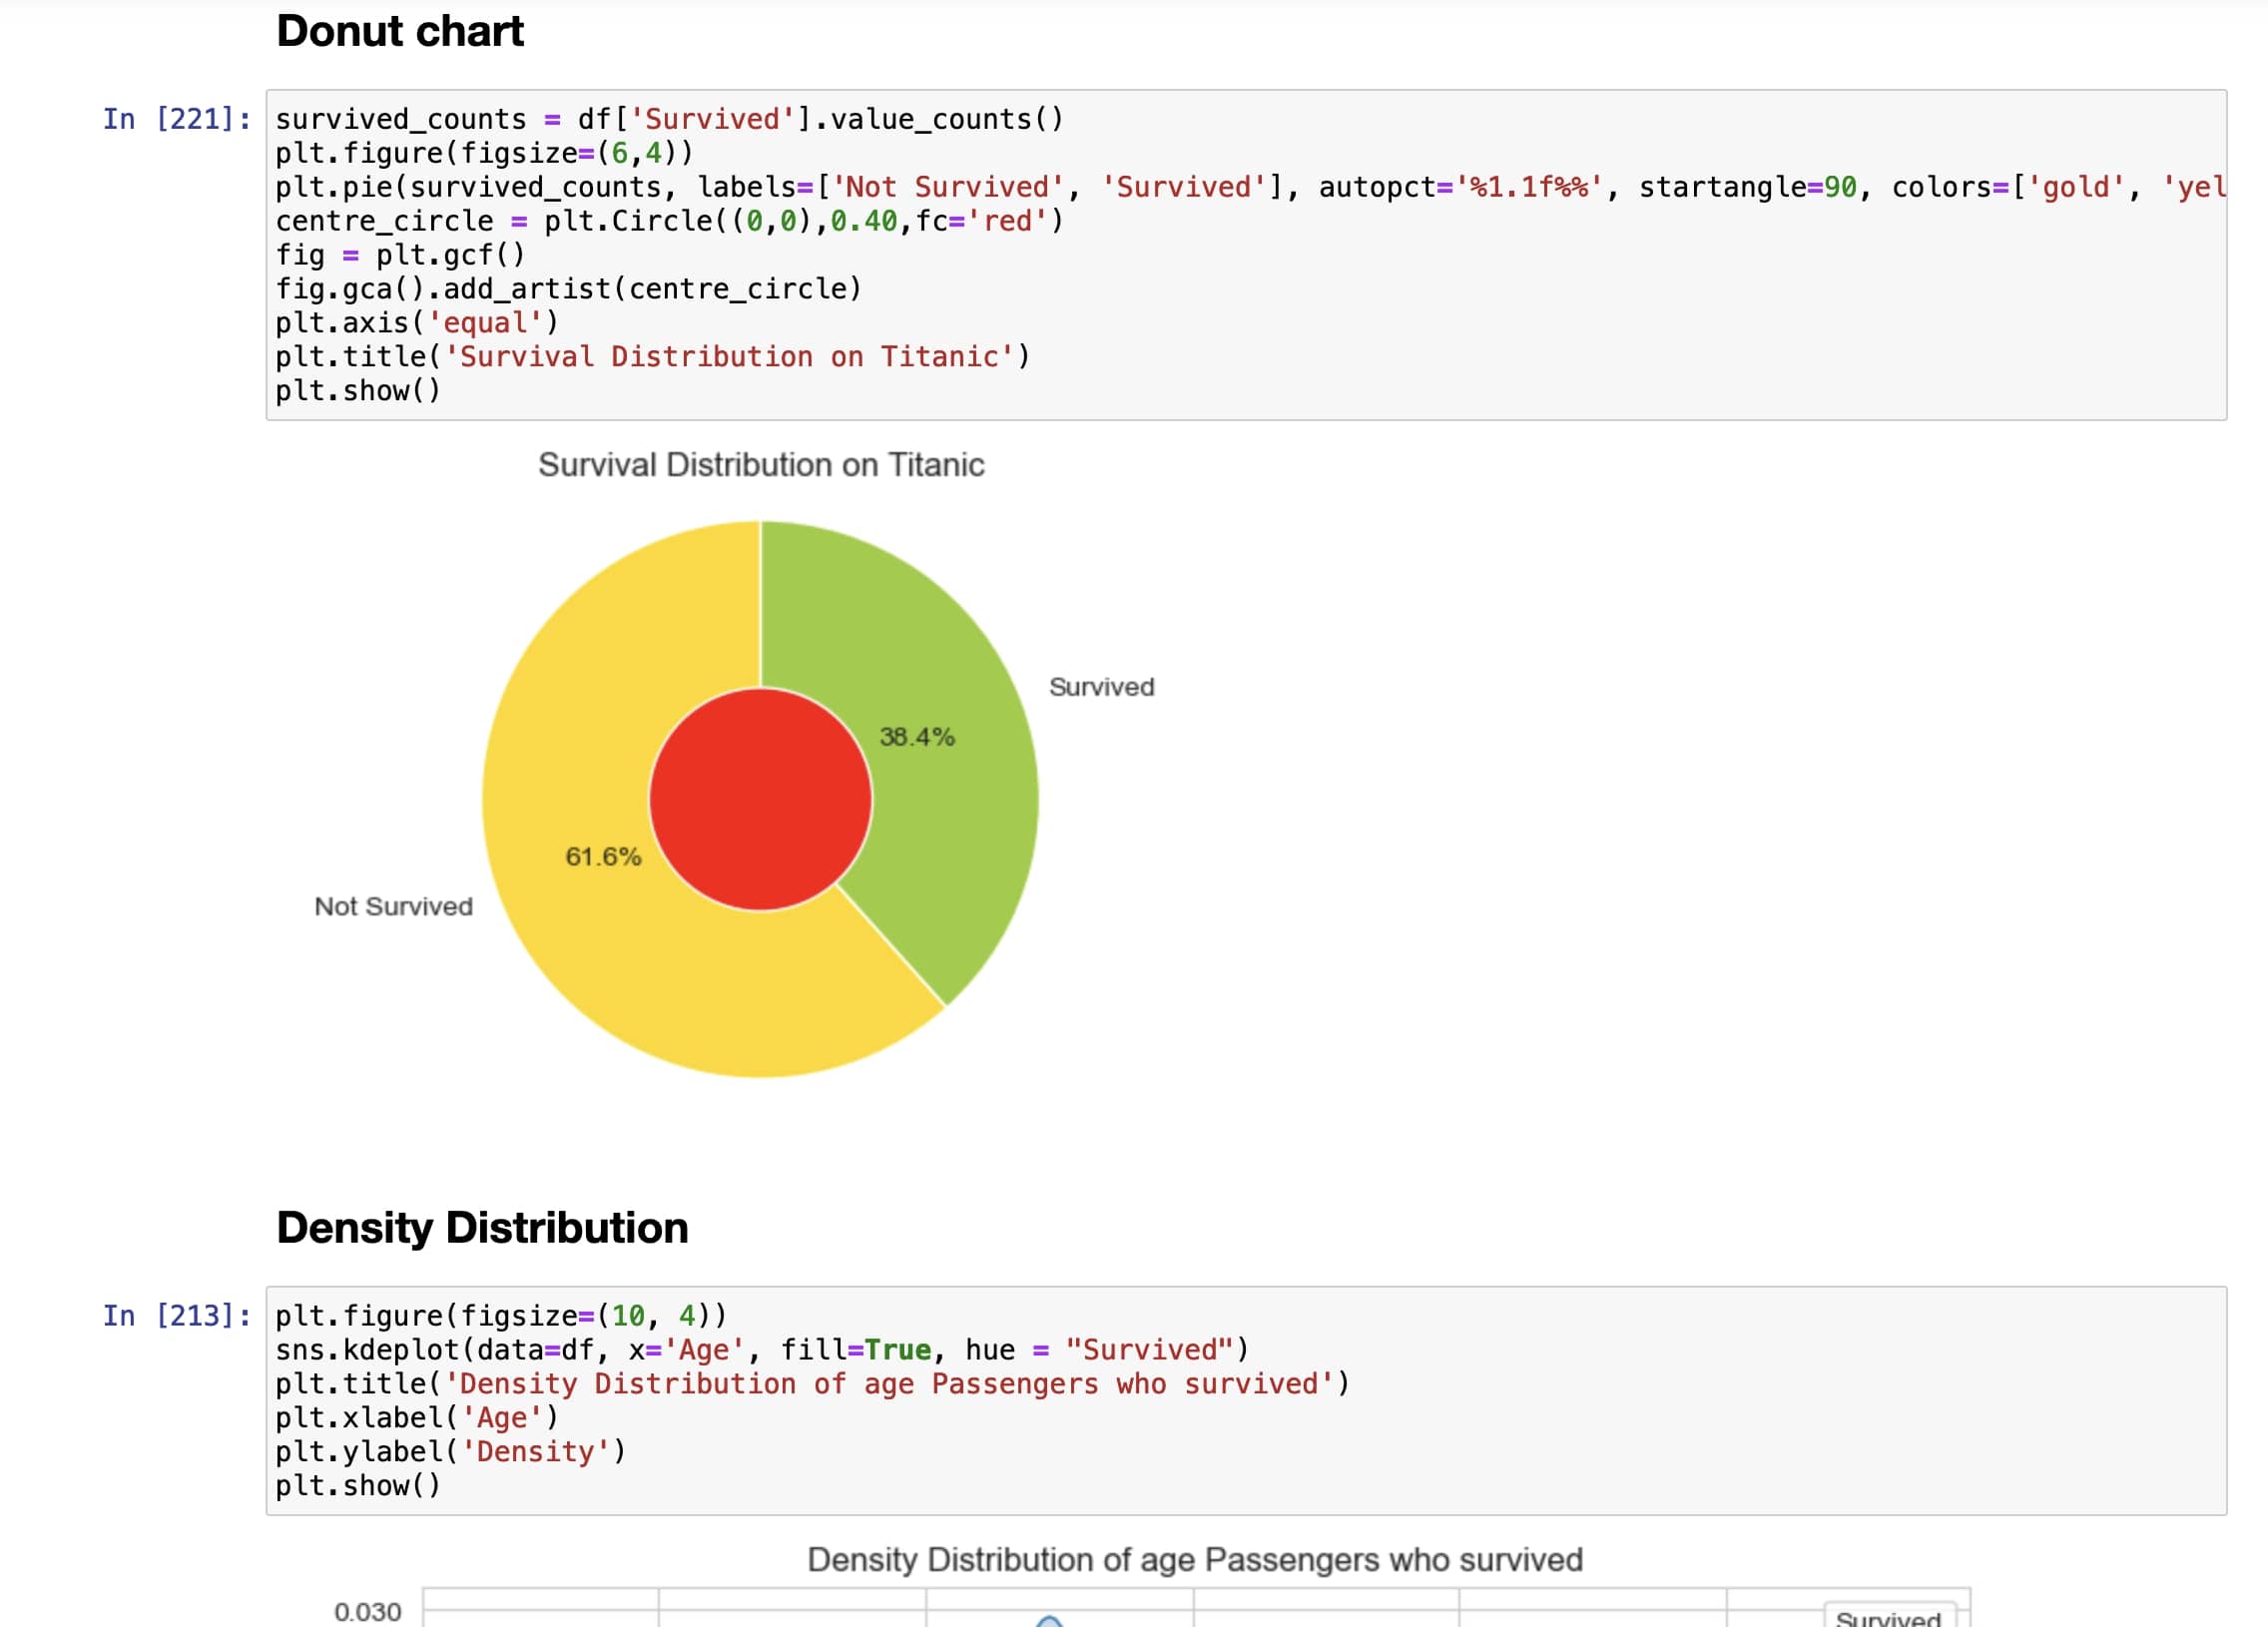 Donut chart
In [221]:
survived_counts = df['Survived'].value_counts()
plt.figure(figsize=(6,4))
plt.pie(survived_counts, labels=['Not Survived', 'Survived'], autopct='%1.1f%%', startangle=90, colors=['gold', 'yel
centre_circle = plt.Circle((0,0),0.40,fc='red')
fig = plt.gcf()
fig.gca().add_artist(centre_circle)
plt.axis('equal')
plt.title('Survival Distribution on Titanic')
plt.show()
Survival Distribution on Titanic
Survived
38.4%
61.6%
Not Survived
Density Distribution
In [213]:
plt.figure(figsize=(10, 4))
sns.kdeplot(data=df, x='Age', fill=True, hue = "Survived")
plt.title('Density Distribution of age Passengers who survived')
plt.xlabel('Age')
plt.ylabel('Density')
plt.show()
Density Distribution of age Passengers who survived
0.030
Survived